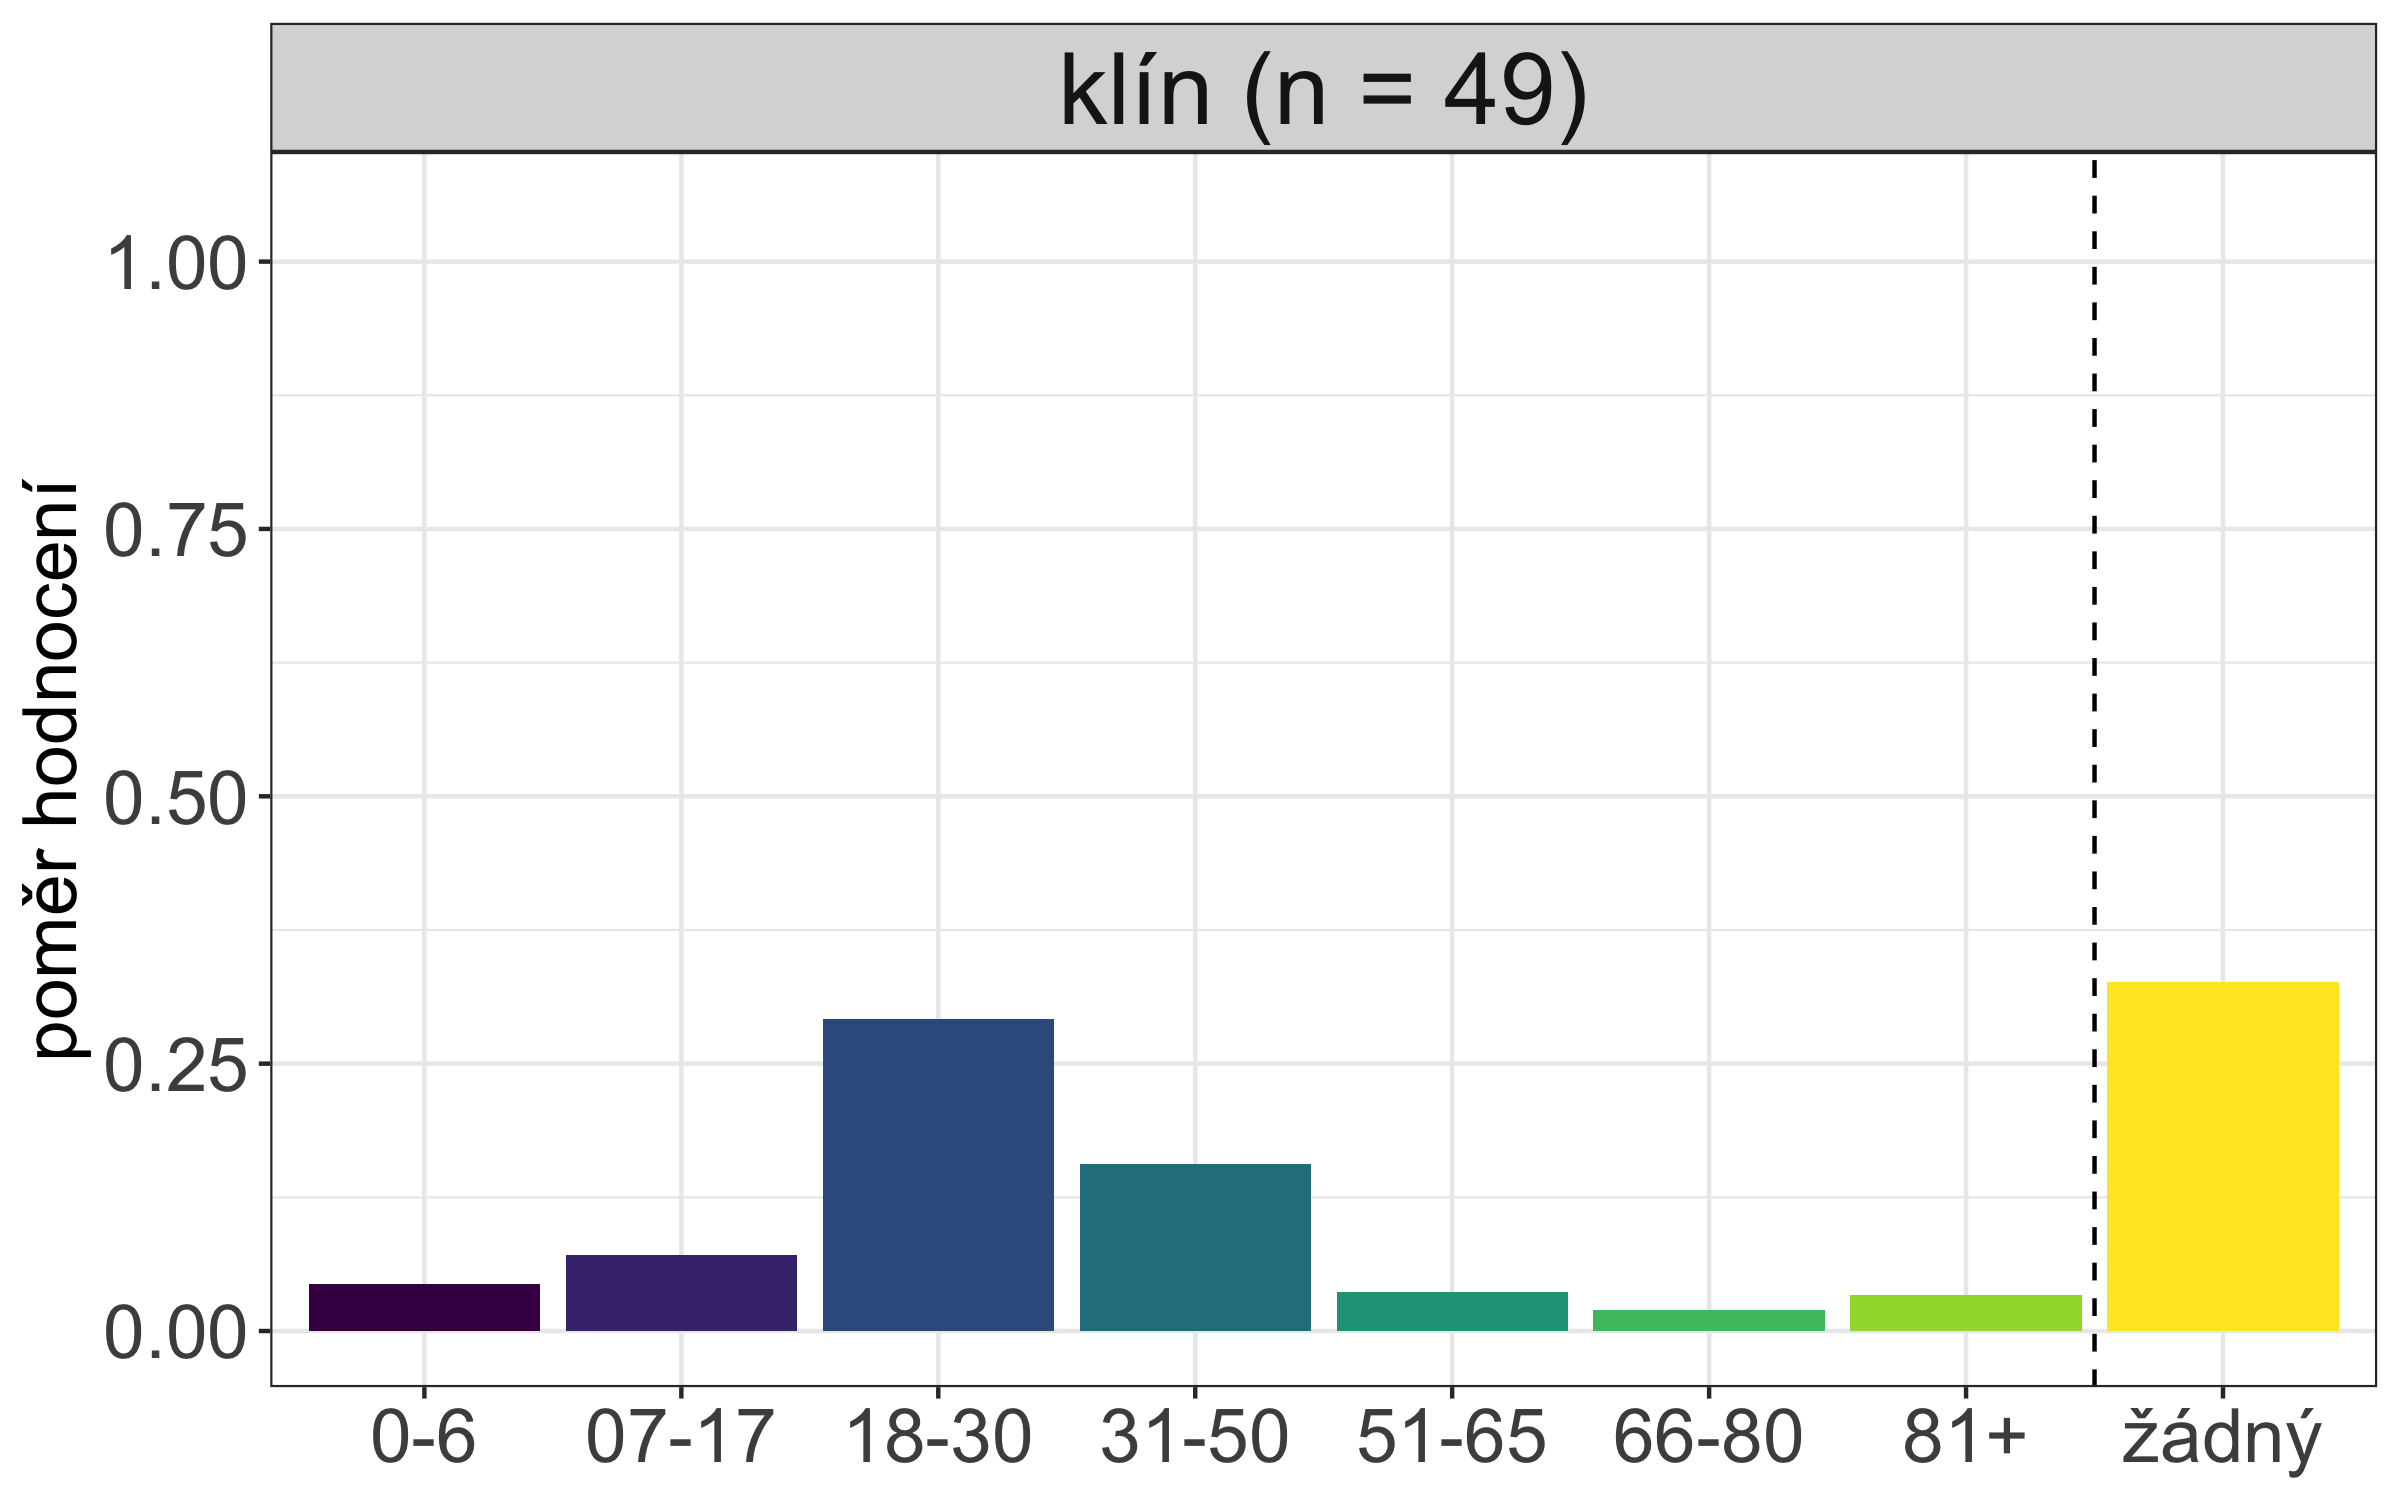 klín (n = 49)
poměr hodnocení
1.00
0.75
0.50
0.25
0.00
0-6 07-17 18-30 31-50 51-65 66-80 81+ žádný